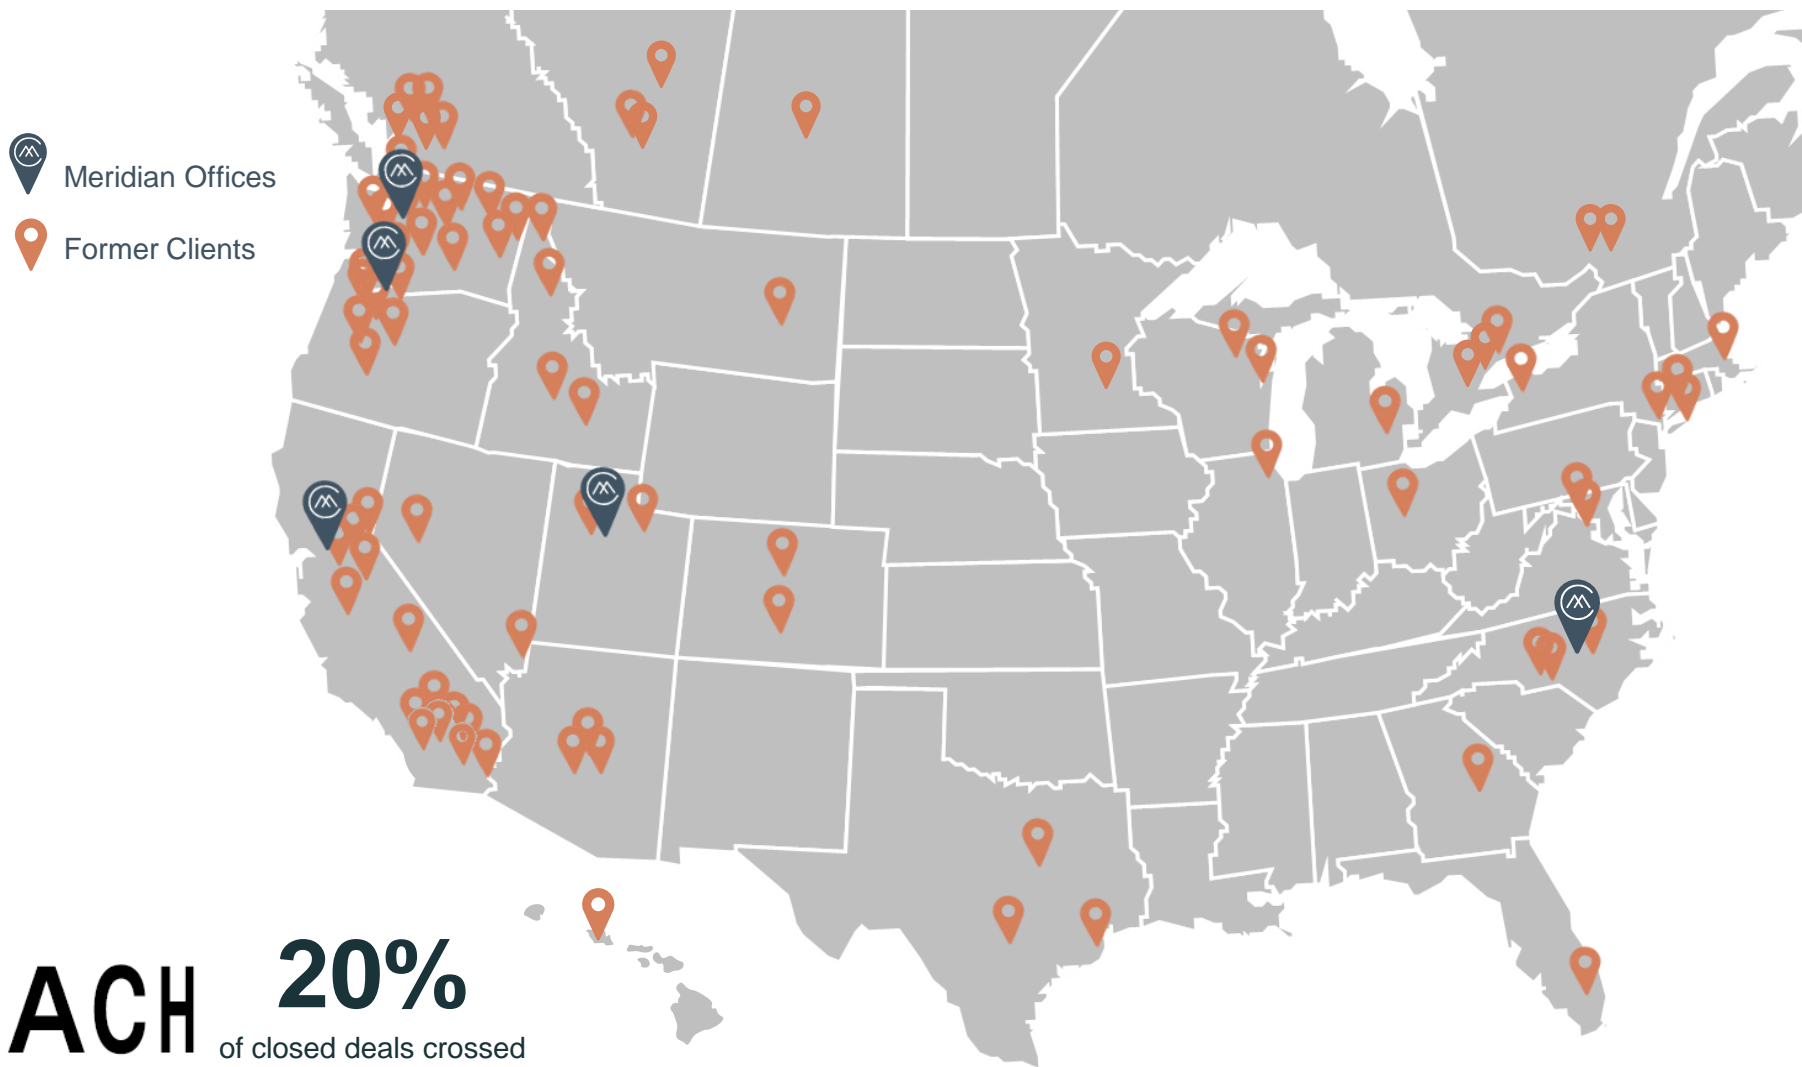 Meridian Offices
Former Clients
ACH
20%
of closed deals crossed